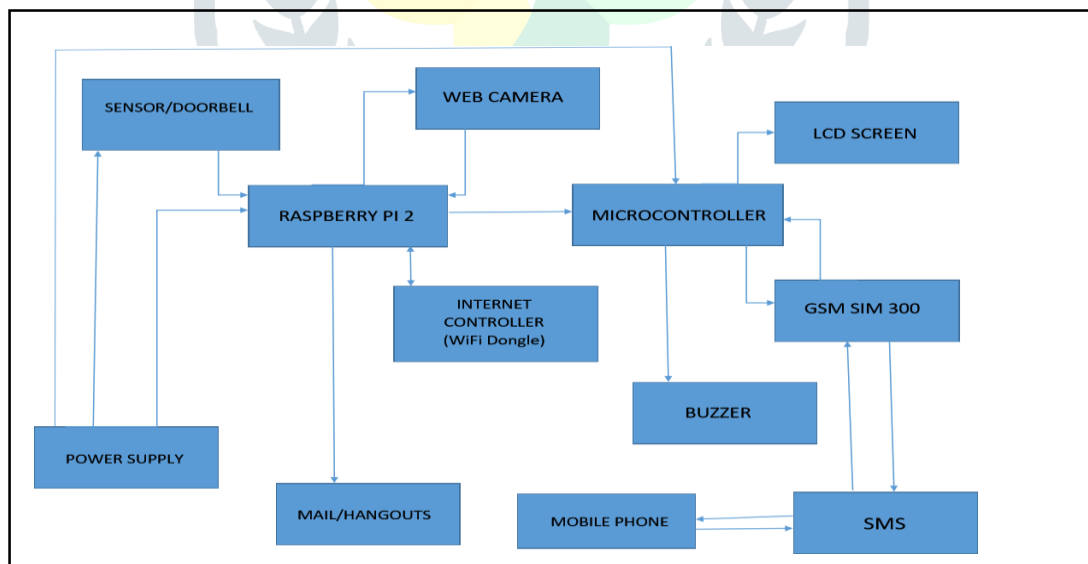 SENSOR/DOORBELL
WEB CAMERA
LCD SCREEN
RASPBERRY PI 2
MICROCONTROLLER
INTERNET
CONTROLLER
(WiFi Dongle)
GSM SIM 300
BUZZER
POWER SUPPLY
MAIL/HANGOUTS
MOBILE PHONE
SMS